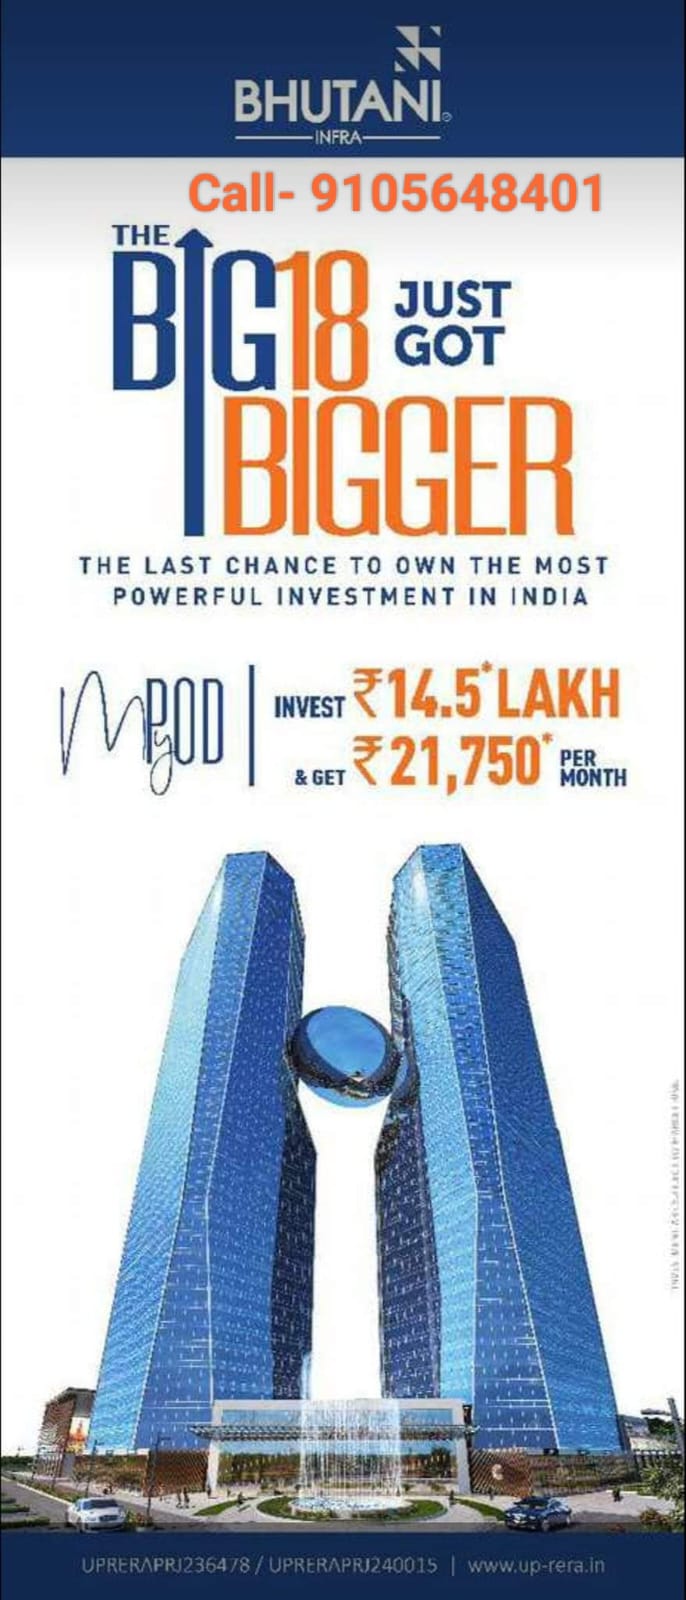 BHUTANI
INFRA
Call- 9105648401
THE
BIG18 JUST GOT
BIGGER
THE LAST CHANCE TO OWN THE MOST
POWERFUL INVESTMENT IN INDIA
MyPOD
INVEST ₹14.5* LAKH
& GET ₹21,750* PER MONTH
UPRERAPRJ236478 / UPRERAPRJ240015 | www.up-rera.in